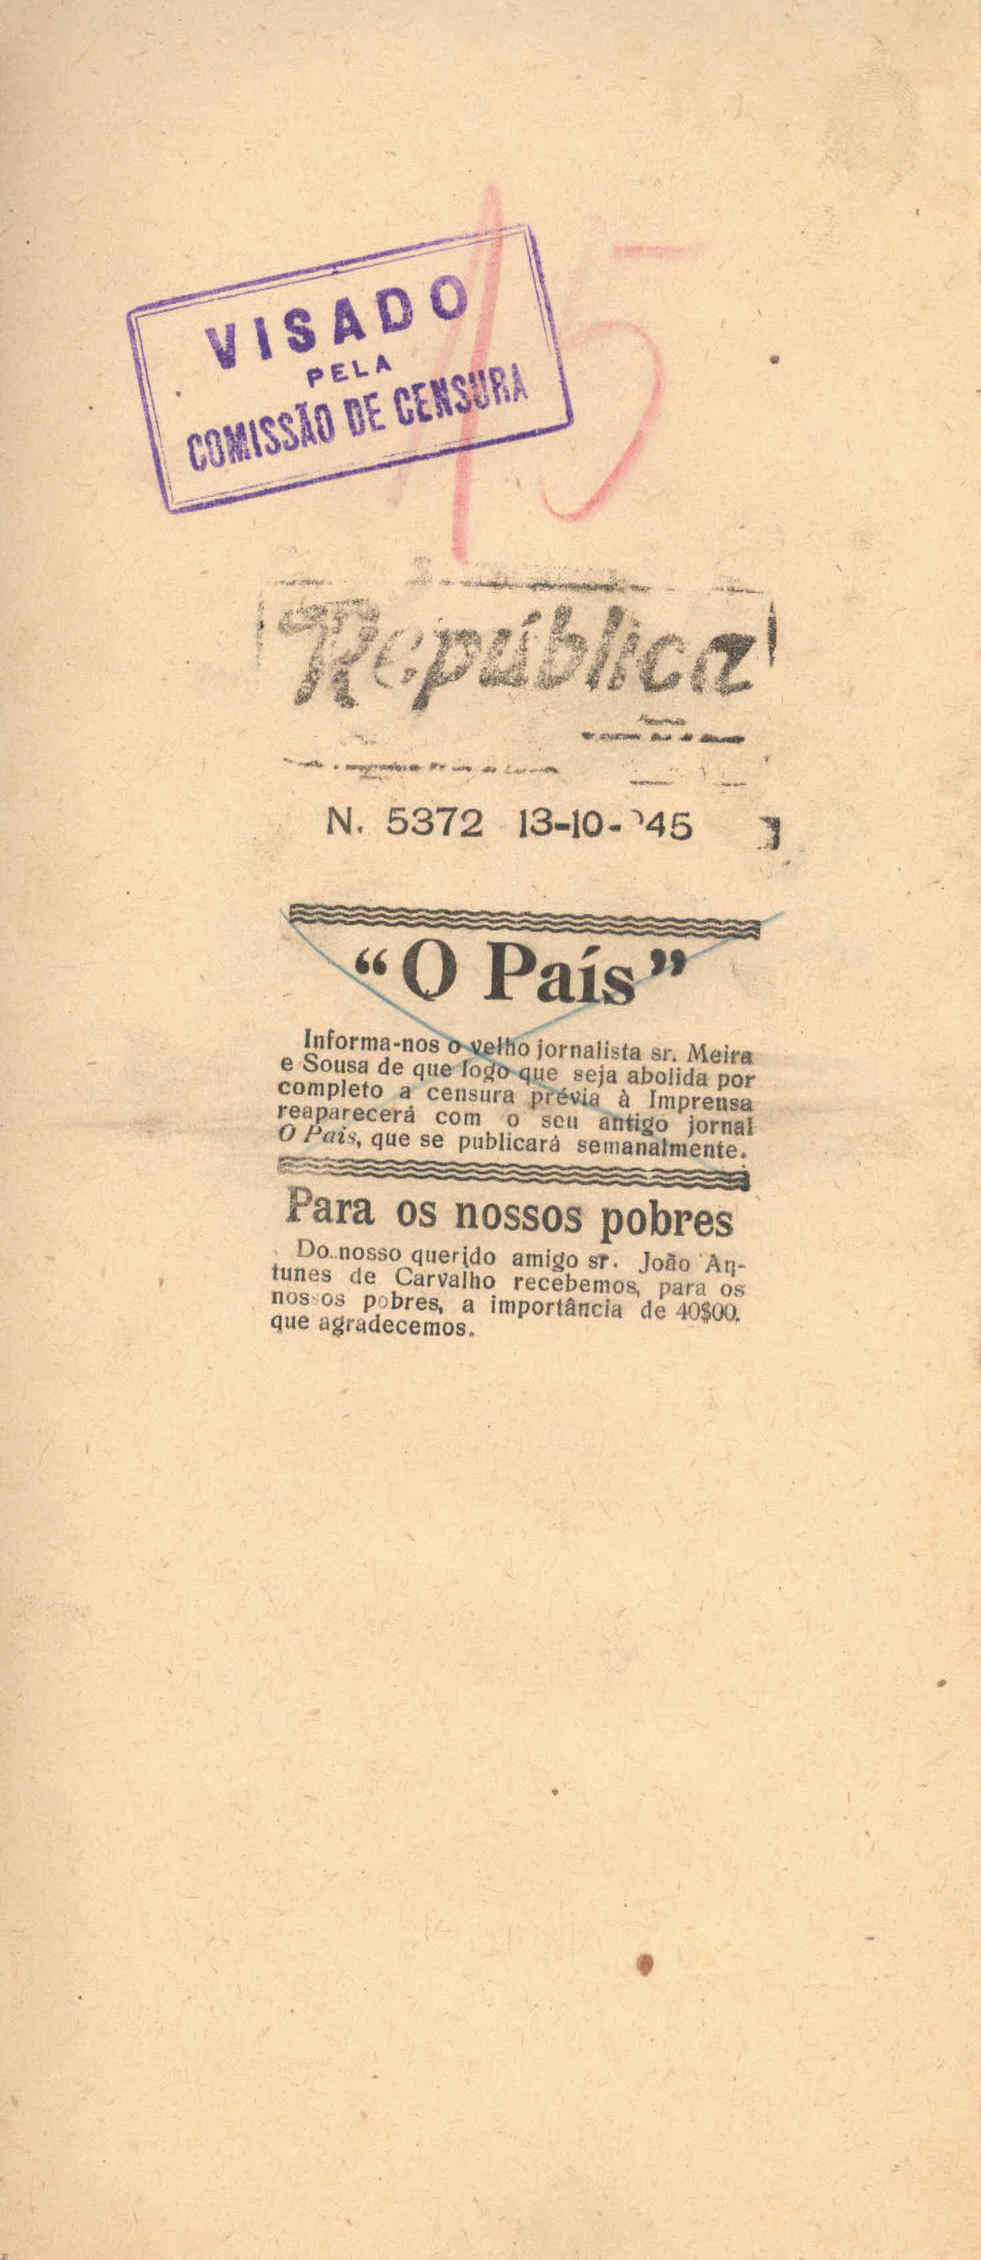 VISADO
PELA
COMISSÃO DE CENSURA
15
República
N. 5372 13-10-945
“O País”
Informa-nos o velho jornalista sr. Meira
e Sousa de que logo que seja abolida por
completo a censura prévia à Imprensa
reaparecerá com o seu antigo jornal
O País, que se publicará semanalmente.
Para os nossos pobres
Do nosso querido amigo sr. João An-
tunes de Carvalho recebemos, para os
nossos pobres, a importância de 40$00.
que agradecemos.